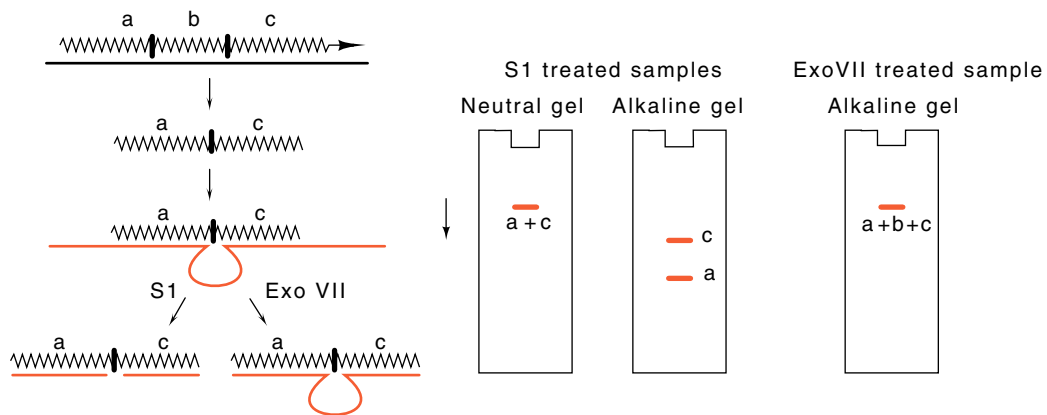 a b c
a c
a c
S1 Exo VII
a c
a c
S1 treated samples
Neutral gel Alkaline gel
a + c
c
a
ExoVII treated sample
Alkaline gel
a+b+c